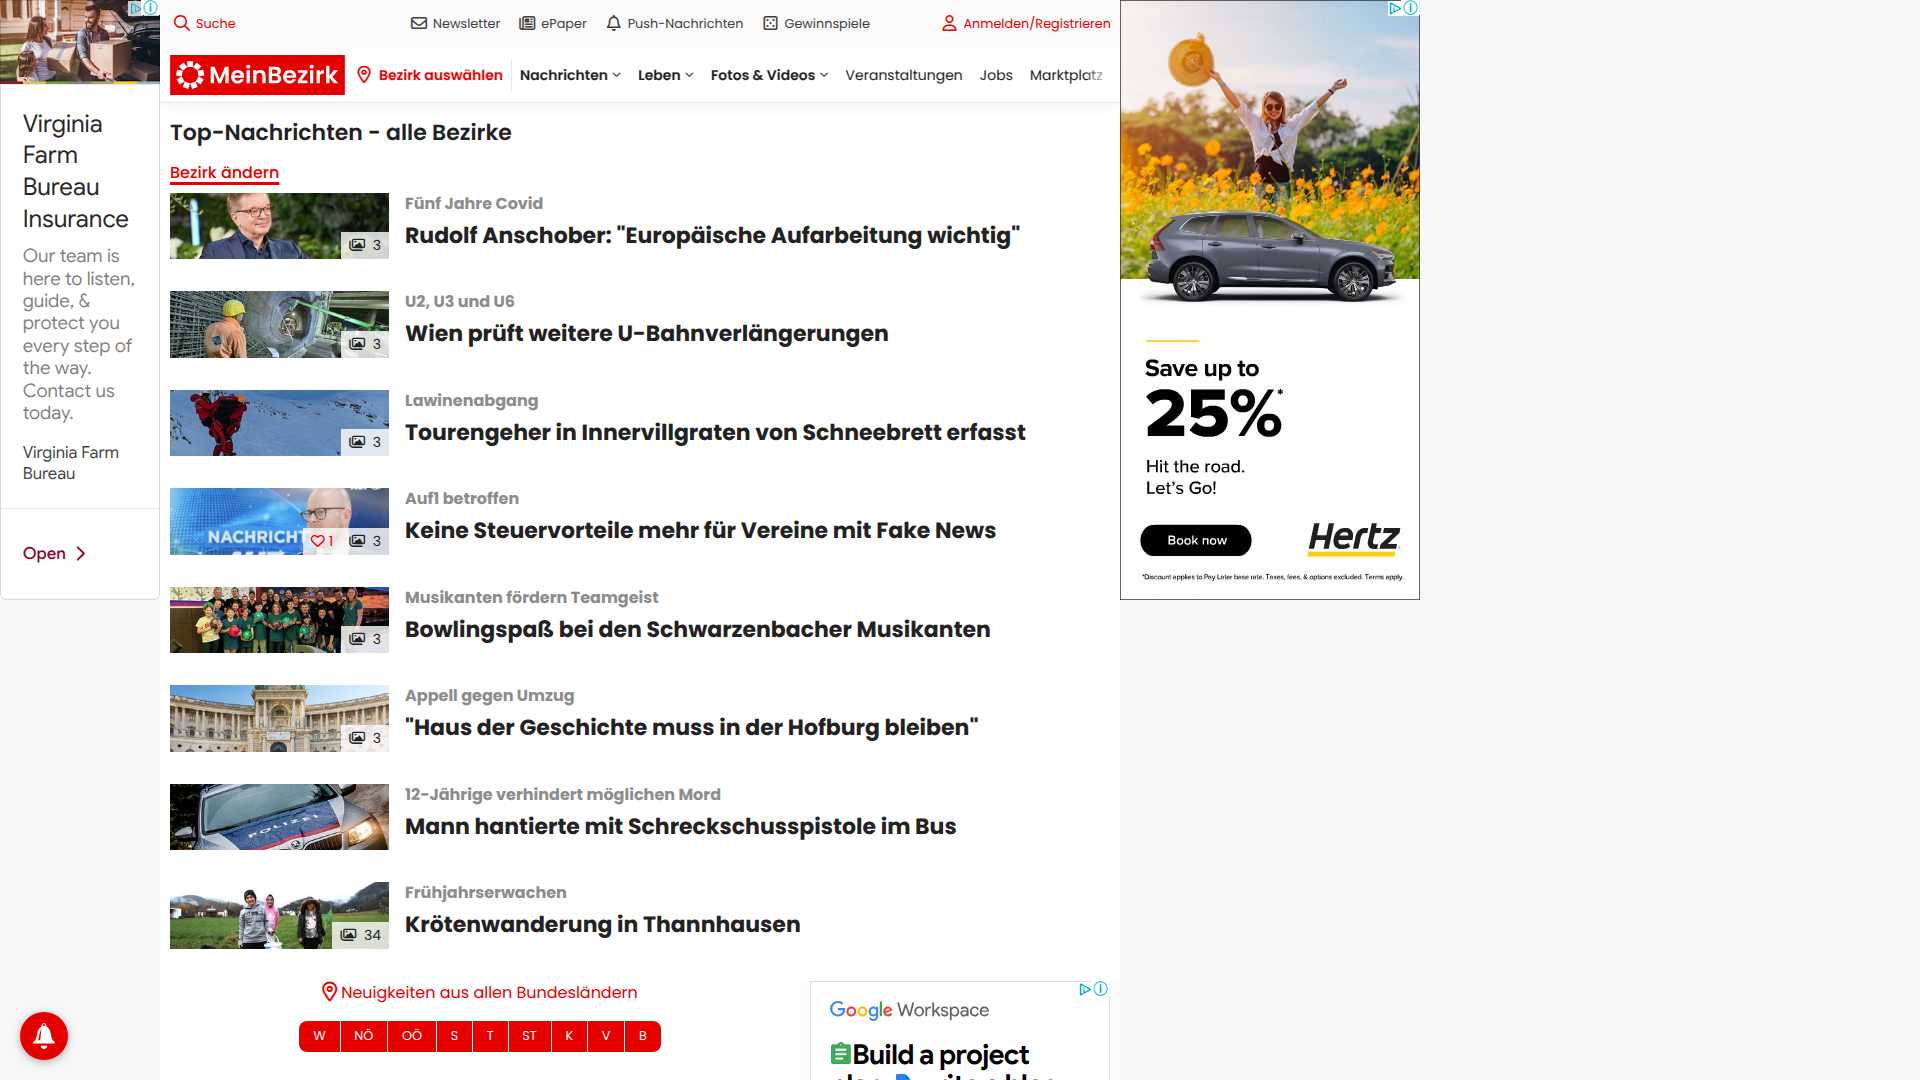 Suche
Newsletter
ePaper
Push-Nachrichten
Gewinnspiele
Anmelden/Registrieren
MeinBezirk
Bezirk auswählen
Nachrichten
Leben
Fotos & Videos
Veranstaltungen
Jobs
Marktplatz
Virginia
Farm
Bureau
Insurance
Our team is
here to listen,
guide, &
protect you
every step of
the way.
Contact us
today.
Virginia Farm
Bureau
Open
Top-Nachrichten - alle Bezirke
Bezirk ändern
3
Fünf Jahre Covid
Rudolf Anschober: "Europäische Aufarbeitung wichtig"
3
U2, U3 und U6
Wien prüft weitere U-Bahnverlängerungen
3
Lawinenabgang
Tourengeher in Innervillgraten von Schneebrett erfasst
NACHRICHT
1
3
Auf1 betroffen
Keine Steuervorteile mehr für Vereine mit Fake News
3
Musikanten fördern Teamgeist
Bowlingspaß bei den Schwarzenbacher Musikanten
3
Appell gegen Umzug
"Haus der Geschichte muss in der Hofburg bleiben"
POLIZEI
12-Jährige verhindert möglichen Mord
Mann hantierte mit Schreckschusspistole im Bus
34
Frühjahrserwachen
Krötenwanderung in Thannhausen
Neuigkeiten aus allen Bundesländern
W
NÖ
OÖ
S
T
ST
K
V
B
Google Workspace
Build a project
Save up to
25%*
Hit the road.
Let's Go!
Book now
Hertz
*Discount applies to Pay Later base rate. Taxes, fees, & options excluded. Terms apply.